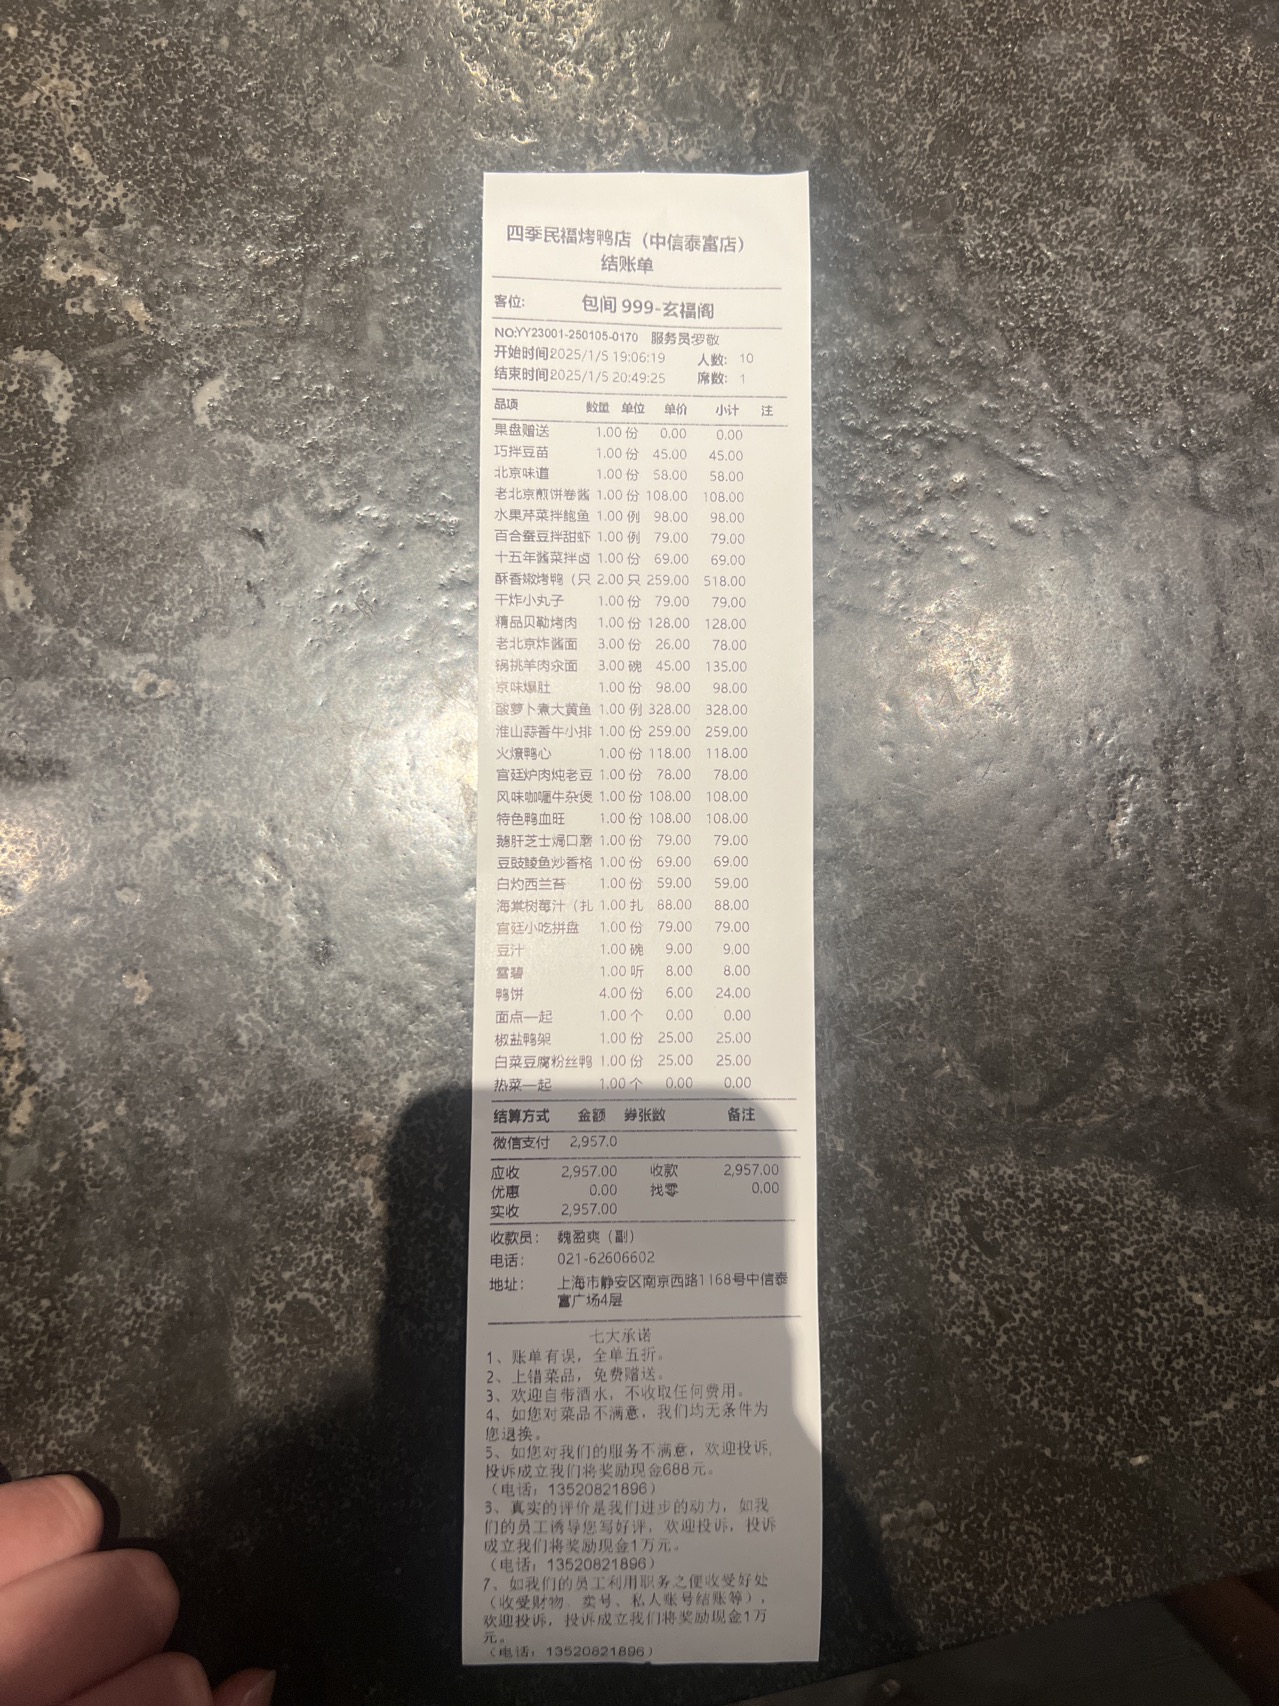 四季民福烤鸭店（中信泰富店）
结账单
客位: 包间 999-玄福阁
NO:YY23001-250105-0170 服务员:罗敬
开始时间:2025/1/5 19:06:19 人数: 10
结束时间:2025/1/5 20:49:25 席数: 1
品项 数量 单位 单价 小计 注
果盘赠送 1.00 份 0.00 0.00
巧拌豆苗 1.00 份 45.00 45.00
北京味道 1.00 份 58.00 58.00
老北京煎饼卷酱 1.00 份 108.00 108.00
水果芹菜拌鲍鱼 1.00 例 98.00 98.00
百合蚕豆拌甜虾 1.00 例 79.00 79.00
十五年酱菜拌卤 1.00 份 69.00 69.00
酥香嫩烤鸭（只 2.00 只 259.00 518.00
干炸小丸子 1.00 份 79.00 79.00
精品贝勒烤肉 1.00 份 128.00 128.00
老北京炸酱面 3.00 份 26.00 78.00
锅挑羊肉汆面 3.00 碗 45.00 135.00
京味爆肚 1.00 份 98.00 98.00
酸萝卜煮大黄鱼 1.00 例 328.00 328.00
淮山蒜香牛小排 1.00 份 259.00 259.00
火燎鸭心 1.00 份 118.00 118.00
宫廷炉肉炖老豆 1.00 份 78.00 78.00
风味咖喱牛杂煲 1.00 份 108.00 108.00
特色鸭血旺 1.00 份 108.00 108.00
鹅肝芝士焗口蘑 1.00 份 79.00 79.00
豆豉鲮鱼炒香格 1.00 份 69.00 69.00
白灼西兰苔 1.00 份 59.00 59.00
海棠树莓汁（扎 1.00 扎 88.00 88.00
宫廷小吃拼盘 1.00 份 79.00 79.00
豆汁 1.00 碗 9.00 9.00
雪碧 1.00 听 8.00 8.00
鸭饼 4.00 份 6.00 24.00
面点一起 1.00 个 0.00 0.00
椒盐鸭架 1.00 份 25.00 25.00
白菜豆腐粉丝鸭 1.00 份 25.00 25.00
热菜一起 1.00 个 0.00 0.00
结算方式 金额 券张数 备注
微信支付 2,957.0
应收 2,957.00 收款 2,957.00
优惠 0.00 找零 0.00
实收 2,957.00
收款员: 魏盈爽（副）
电话: 021-62606602
地址: 上海市静安区南京西路1168号中信泰
富广场4层
七大承诺
1、账单有误，全单五折。
2、上错菜品，免费赠送。
3、欢迎自带酒水，不收取任何费用。
4、如您对菜品不满意，我们均无条件为
您退换。
5、如您对我们的服务不满意，欢迎投诉，
投诉成立我们将奖励现金688元。
（电话：13520821896）
3、真实的评价是我们进步的动力，如我
们的员工诱导您写好评，欢迎投诉，投诉
成立我们将奖励现金1万元。
（电话：13520821896）
7、如我们的员工利用职务之便收受好处
（收受财物、卖号、私人账号结账等），
欢迎投诉，投诉成立我们将奖励现金1万
元。
（电话：13520821896）